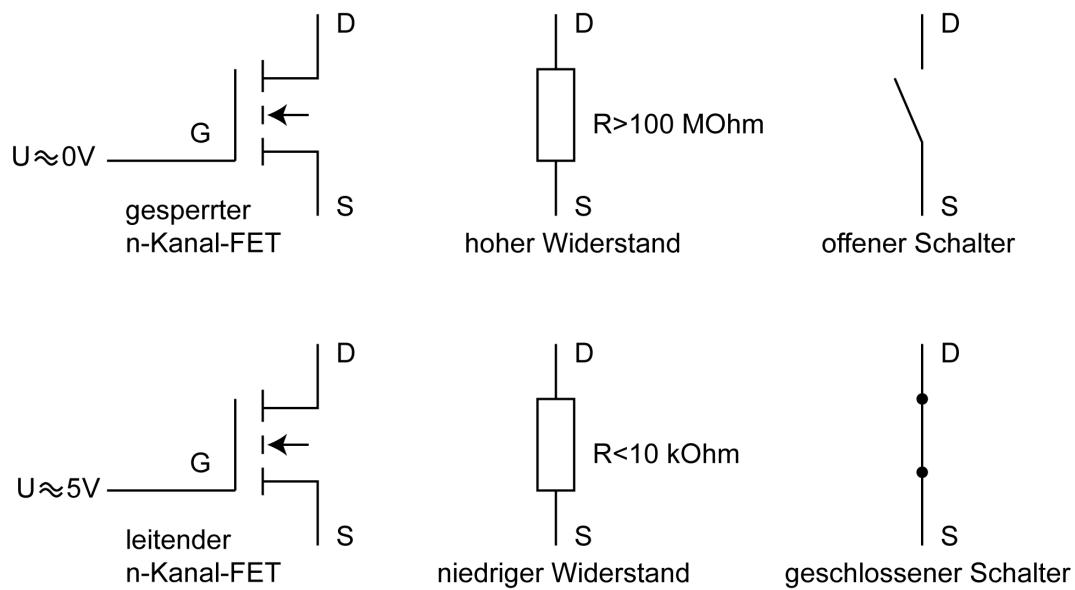 D
G
U≈0V
S
gesperrter
n-Kanal-FET
D
R>100 MOhm
S
hoher Widerstand
D
S
offener Schalter
D
G
U≈5V
S
leitender
n-Kanal-FET
D
R<10 kOhm
S
niedriger Widerstand
D
S
geschlossener Schalter